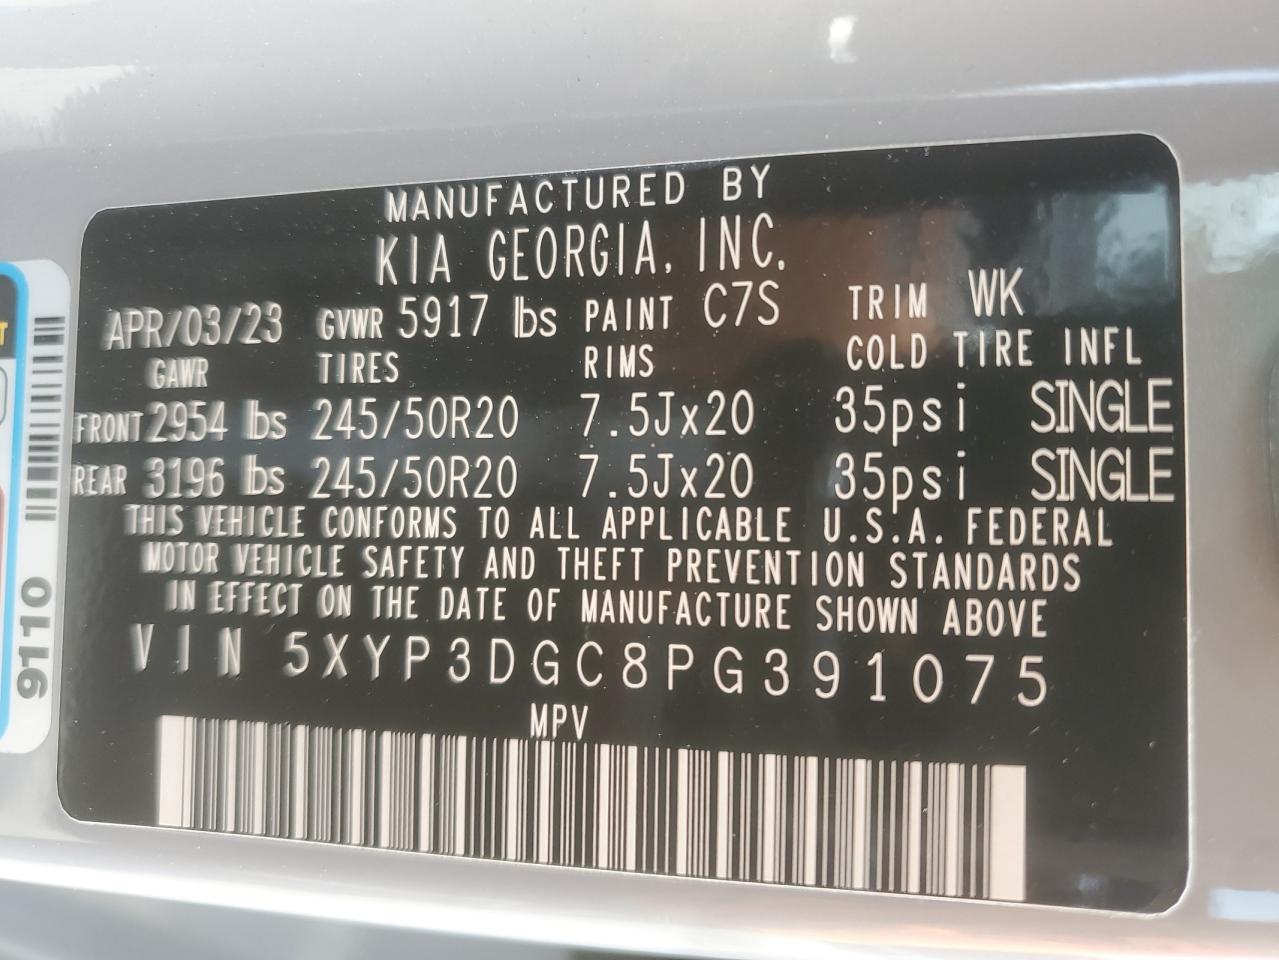 MANUFACTURED BY
KIA GEORGIA, INC.
APR/03/23 GVWR 5917 lbs PAINT C7S TRIM WK
GAWR TIRES RIMS COLD TIRE INFL
FRONT 2954 lbs 245/50R20 7.5Jx20 35psi SINGLE
REAR 3196 lbs 245/50R20 7.5Jx20 35psi SINGLE
THIS VEHICLE CONFORMS TO ALL APPLICABLE U.S.A. FEDERAL
MOTOR VEHICLE SAFETY AND THEFT PREVENTION STANDARDS
IN EFFECT ON THE DATE OF MANUFACTURE SHOWN ABOVE
VIN 5XYP3DGC8PG391075
MPV
9110